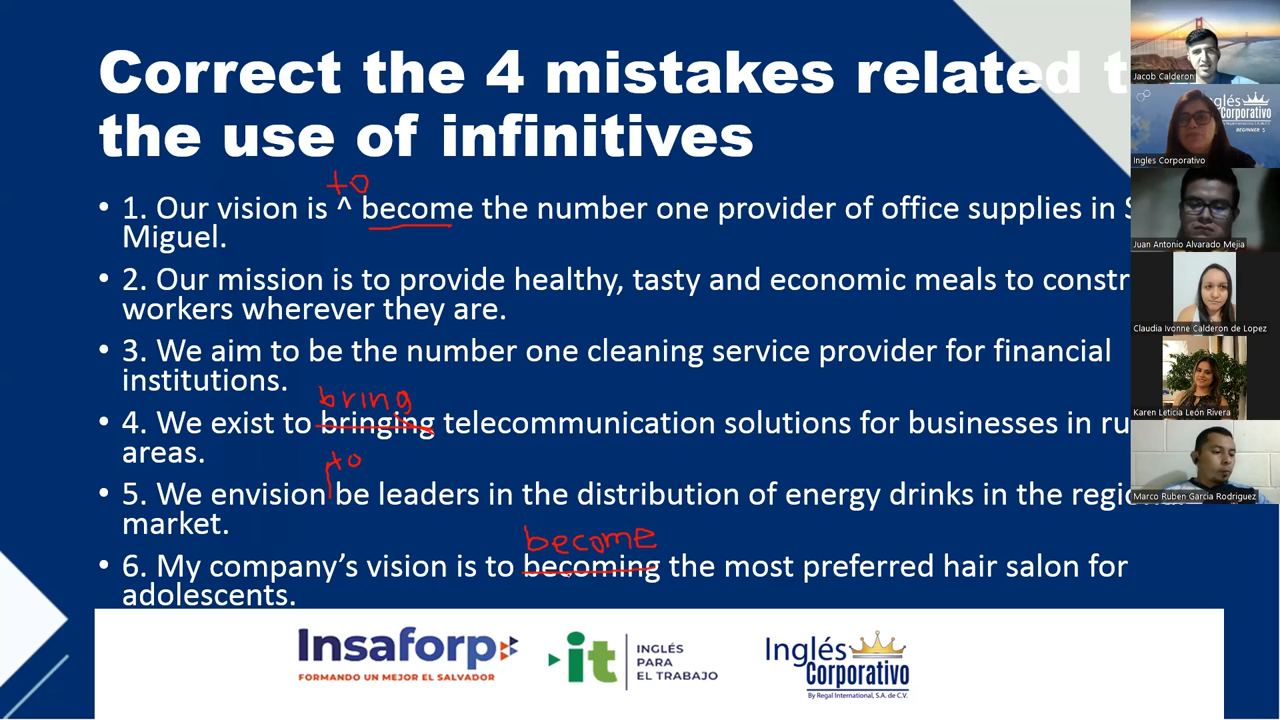 Correct the 4 mistakes related t
the use of infinitives
to
• 1. Our vision is ^ become the number one provider of office supplies in S
Miguel.
• 2. Our mission is to provide healthy, tasty and economic meals to constr
workers wherever they are.
• 3. We aim to be the number one cleaning service provider for financial
institutions.
bring
• 4. We exist to bringing telecommunication solutions for businesses in ru
areas.
to
• 5. We envision be leaders in the distribution of energy drinks in the regional
market.
become
• 6. My company’s vision is to becoming the most preferred hair salon for
adolescents.
Insaforp
FORMANDO UN MEJOR EL SALVADOR
it
INGLÉS
PARA
EL TRABAJO
Inglés
Corporativo
By Regal International, S.A. de C.V.
Jacob Calderon
Inglés
Corporativo
BEGINNER 5
Ingles Corporativo
Juan Antonio Alvarado Mejia
Claudia Ivonne Calderon de Lopez
Karen Leticia León Rivera
Marco Ruben Garcia Rodriguez